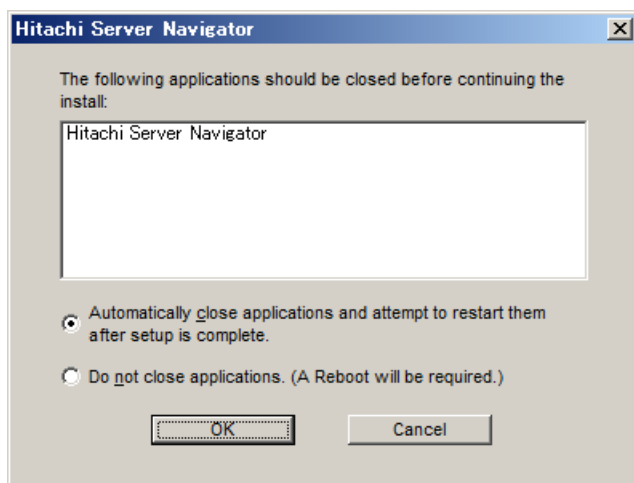 Hitachi Server Navigator
The following applications should be closed before continuing the
install:
Hitachi Server Navigator
Automatically close applications and attempt to restart them
after setup is complete.
Do not close applications. (A Reboot will be required.)
OK
Cancel